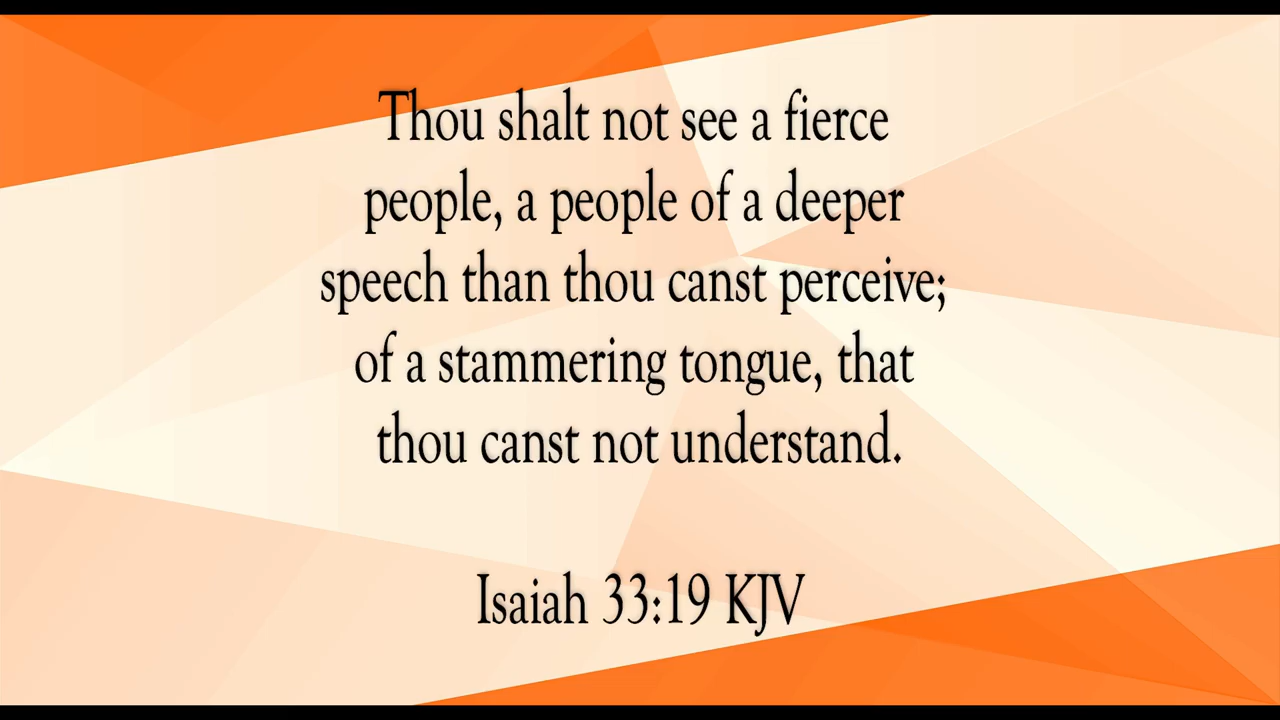 Thou shalt not see a fierce
people, a people of a deeper
speech than thou canst perceive;
of a stammering tongue, that
thou canst not understand.
Isaiah 33:19 KJV